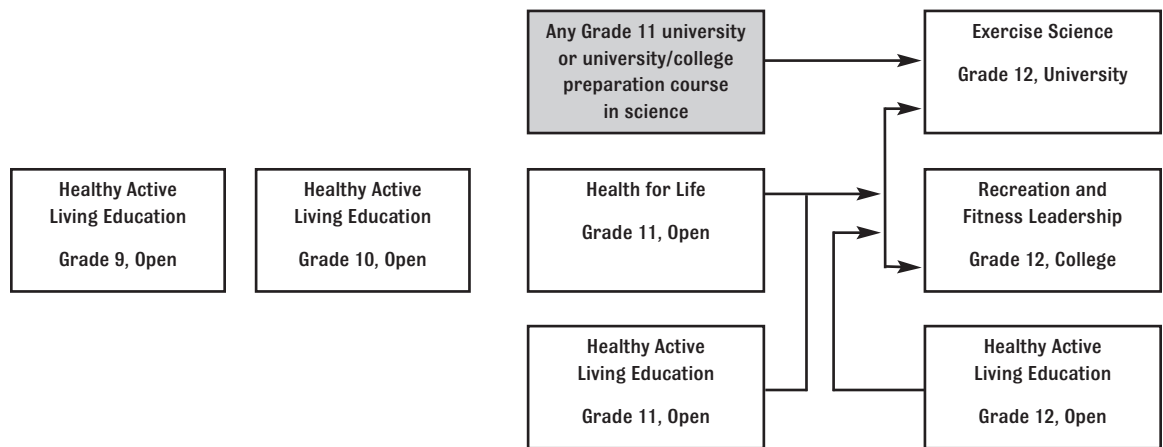 Any Grade 11 university
or university/college
preparation course
in science
Exercise Science
Grade 12, University
Healthy Active
Living Education
Grade 9, Open
Healthy Active
Living Education
Grade 10, Open
Health for Life
Grade 11, Open
Recreation and
Fitness Leadership
Grade 12, College
Healthy Active
Living Education
Grade 11, Open
Healthy Active
Living Education
Grade 12, Open